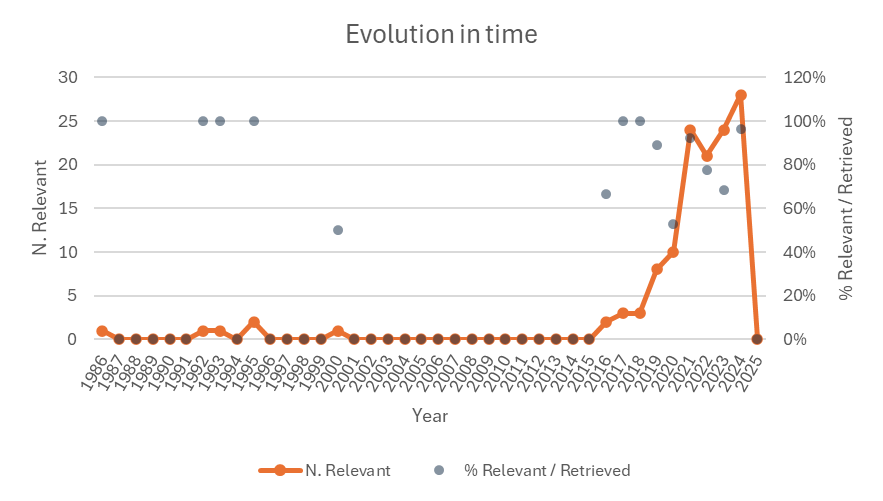 Evolution in time
30
25
20
15
10
5
0
N. Relevant
120%
100%
80%
60%
40%
20%
0%
% Relevant / Retrieved
1986 1987 1988 1989 1990 1991 1992 1993 1994 1995 1996 1997 1998 1999 2000 2001 2002 2003 2004 2005 2006 2007 2008 2009 2010 2011 2012 2013 2014 2015 2016 2017 2018 2019 2020 2021 2022 2023 2024 2025
Year
N. Relevant
% Relevant / Retrieved